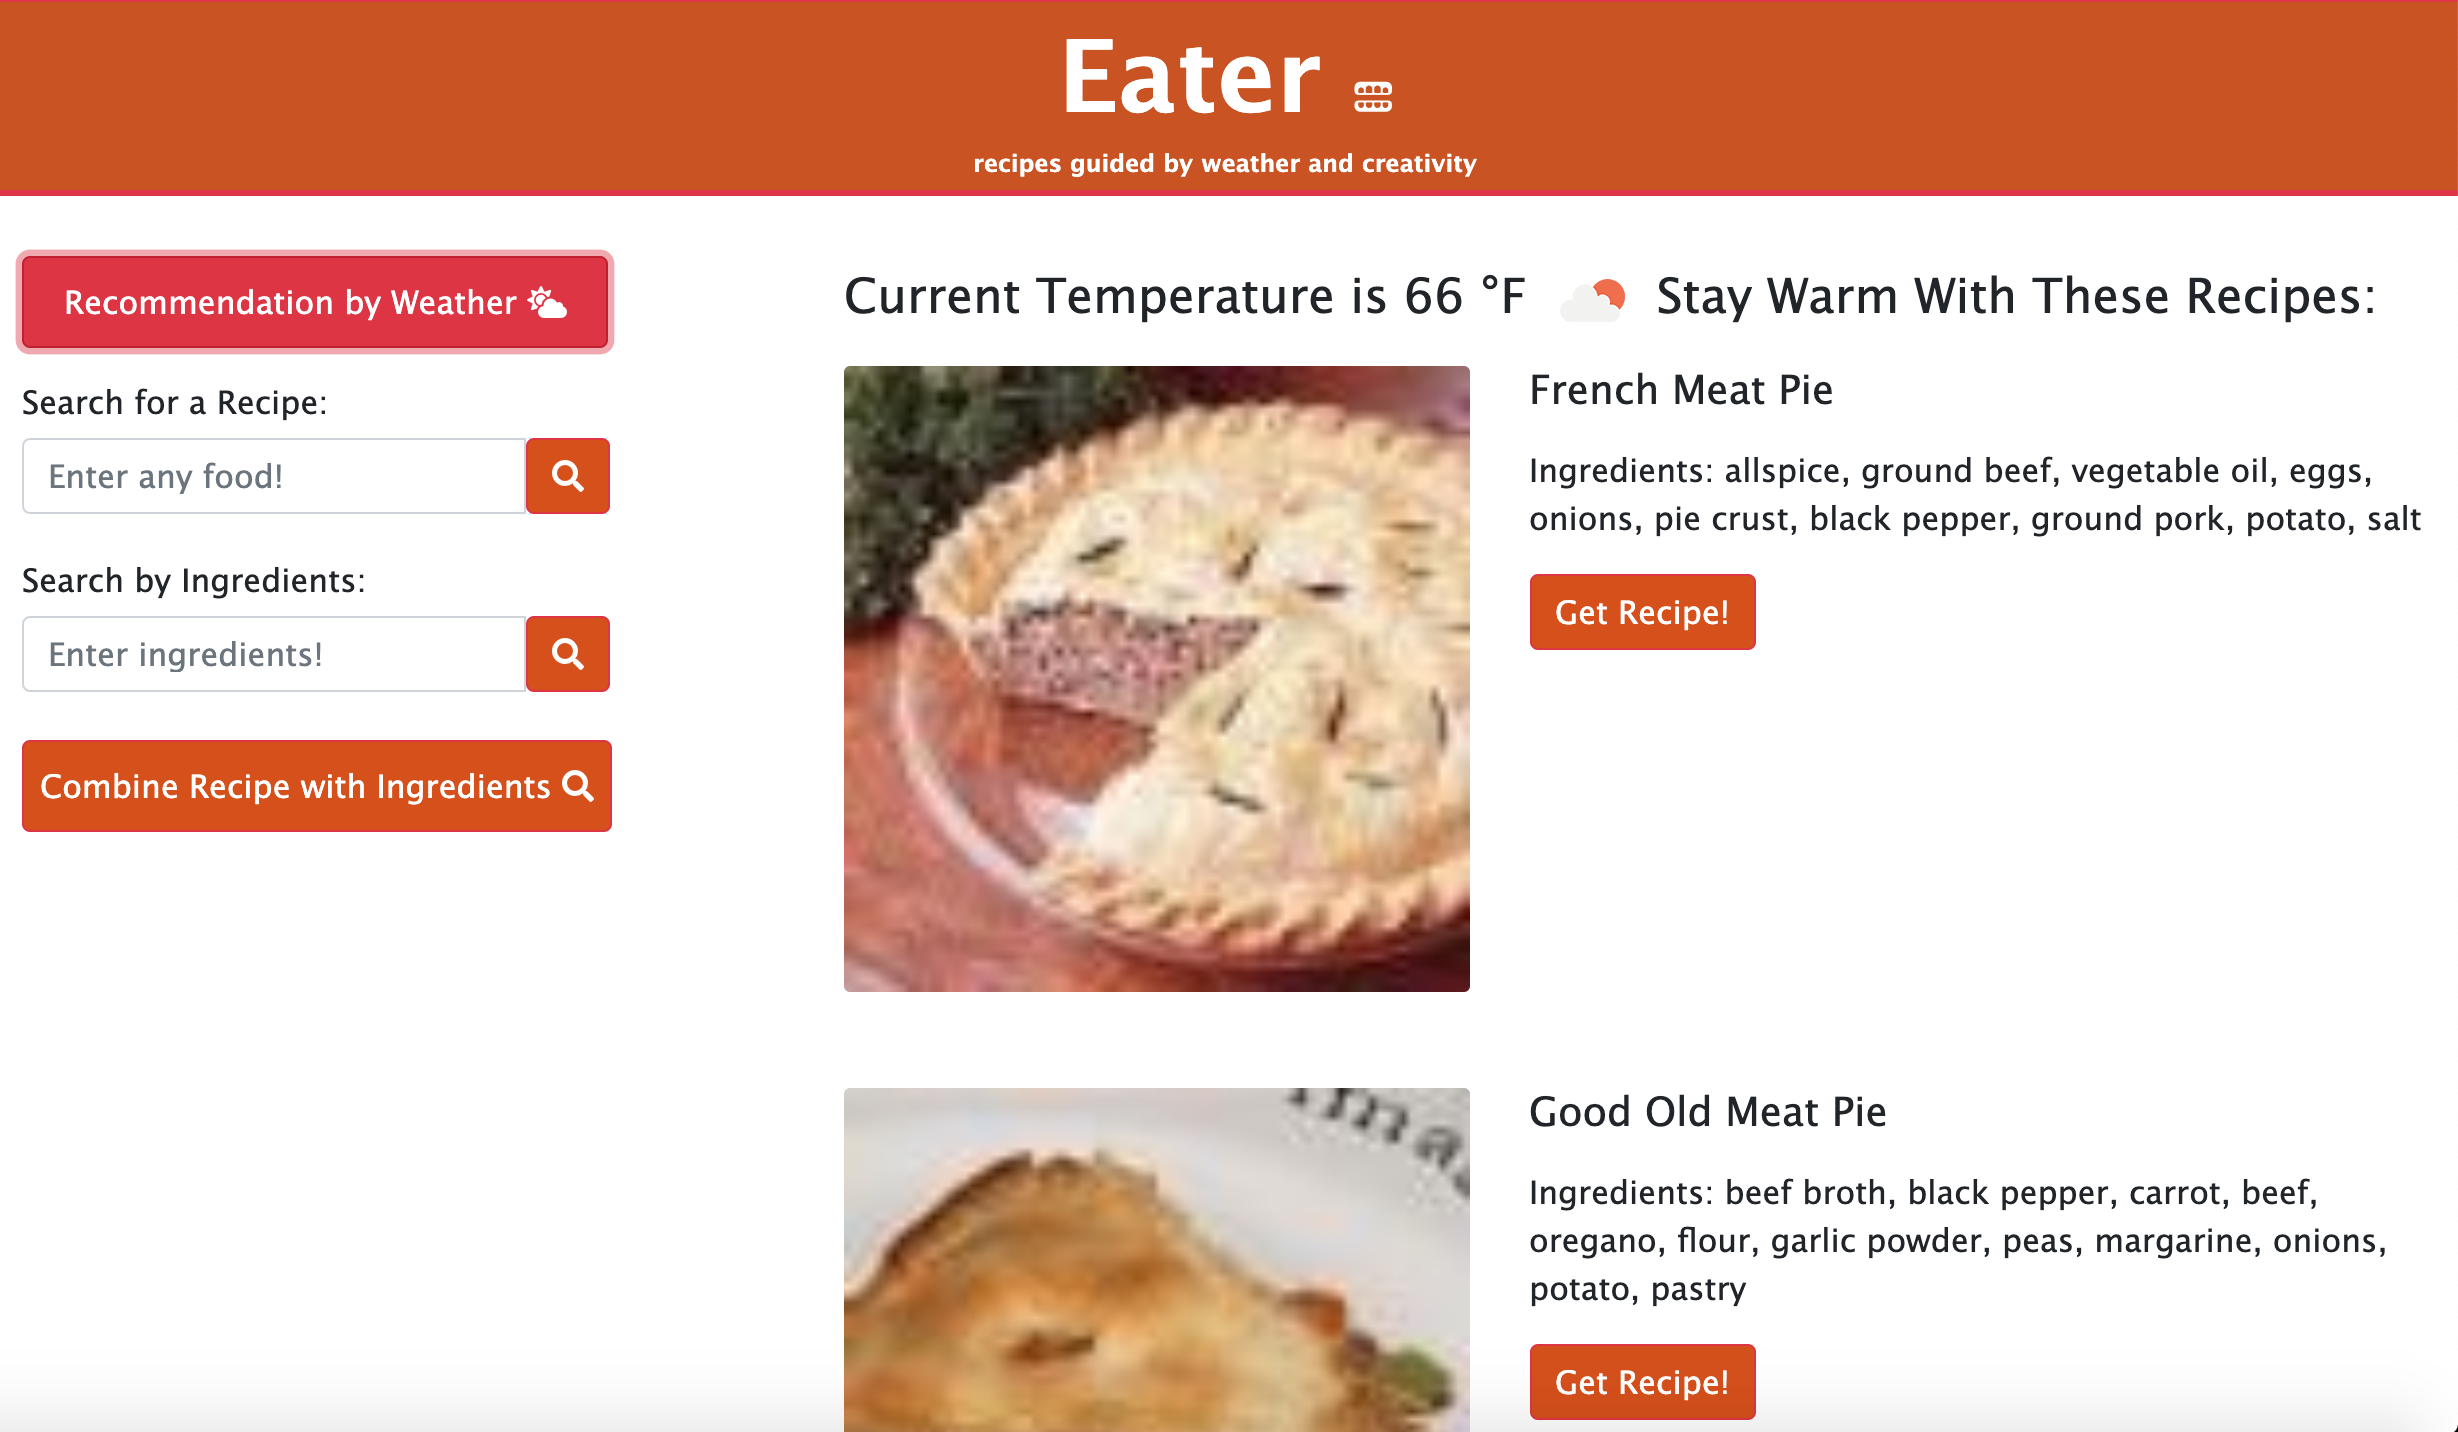 Eater
recipes guided by weather and creativity
Recommendation by Weather
Search for a Recipe:
Enter any food!
Search by Ingredients:
Enter ingredients!
Combine Recipe with Ingredients
Current Temperature is 66 °F Stay Warm With These Recipes:
French Meat Pie
Ingredients: allspice, ground beef, vegetable oil, eggs,
onions, pie crust, black pepper, ground pork, potato, salt
Get Recipe!
Good Old Meat Pie
Ingredients: beef broth, black pepper, carrot, beef,
oregano, flour, garlic powder, peas, margarine, onions,
potato, pastry
Get Recipe!